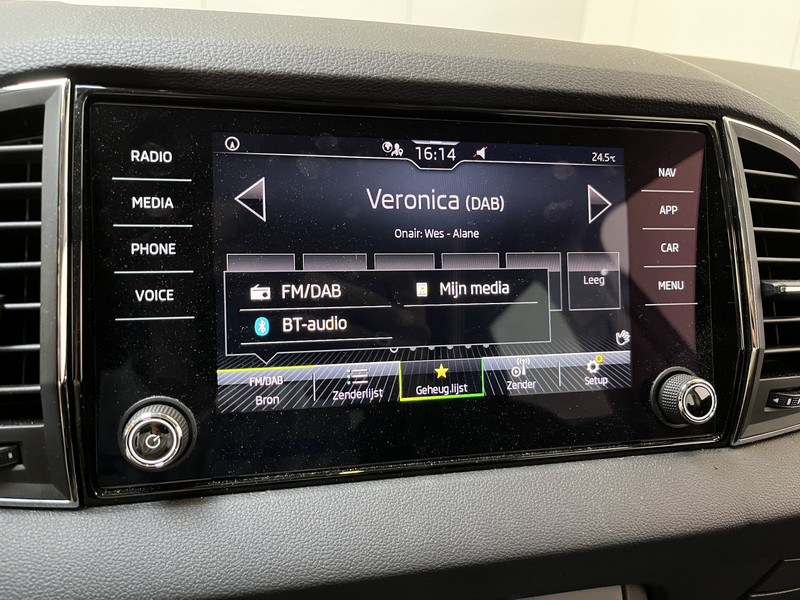 RADIO
MEDIA
PHONE
VOICE
16:14
24.5°C
Veronica (DAB)
Onair: Wes - Alane
Leeg
FM/DAB
Mijn media
BT-audio
FM/DAB
Bron
Zenderlijst
Geheug.lijst
Zender
Setup
NAV
APP
CAR
MENU